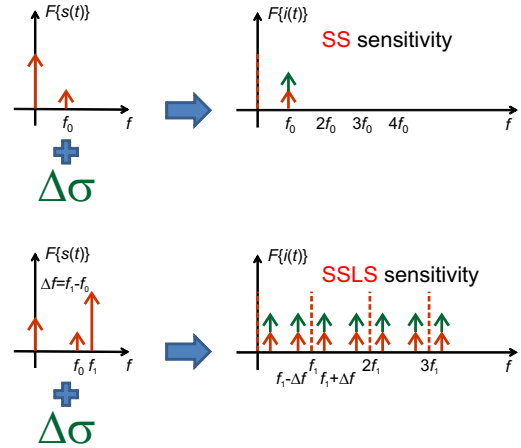 F{s(t)}
F{i(t)}
SS sensitivity
f₀ f
f₀ 2f₀ 3f₀ 4f₀ f
Δσ
F{s(t)}
F{i(t)}
Δf=f₁-f₀
SSLS sensitivity
f₀ f₁ f
f₁-Δf f₁ f₁+Δf 2f₁ 3f₁ f
Δσ